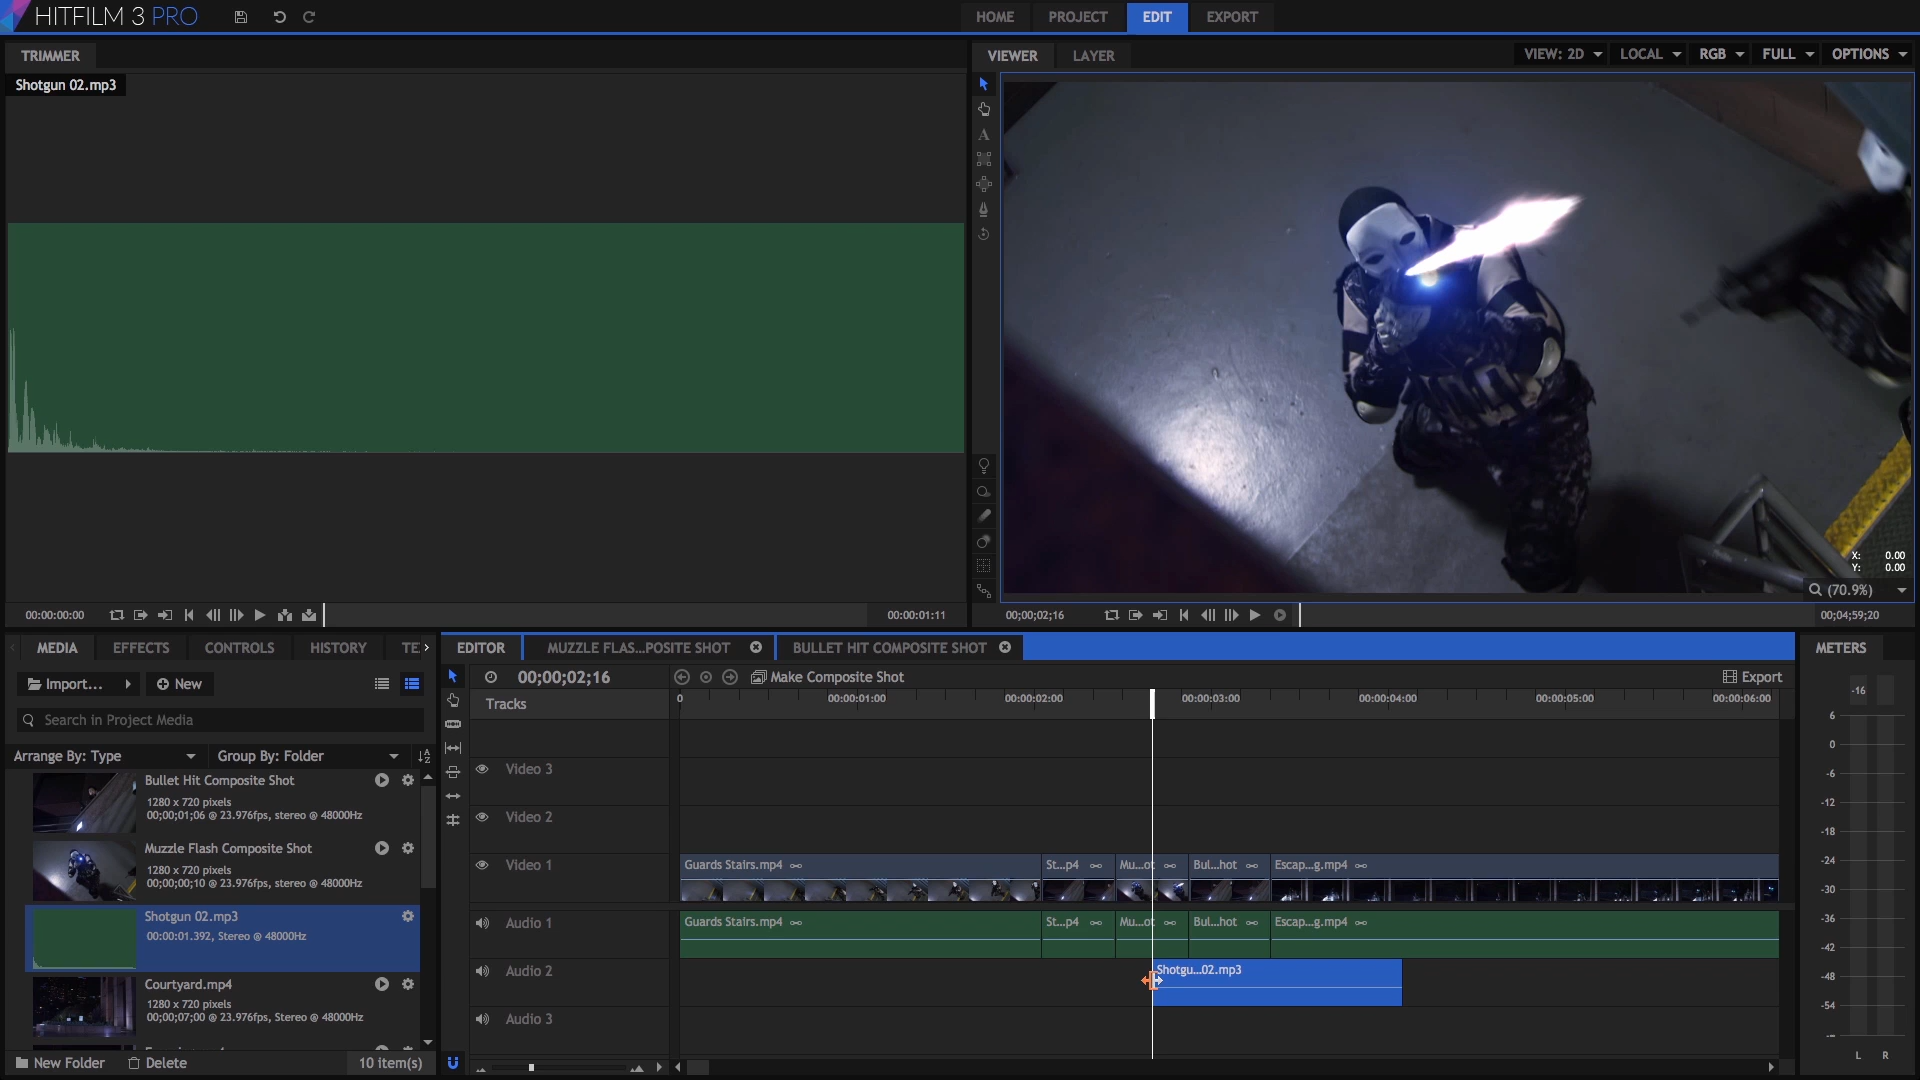 HITFILM 3 PRO
HOME PROJECT EDIT EXPORT
TRIMMER
Shotgun 02.mp3
VIEWER LAYER
VIEW: 2D LOCAL RGB FULL OPTIONS
A
X: 0.00
Y: 0.00
(70.9%)
00:00:00:00 00:00:01:11
00;00;02;16 00;04;59;20
MEDIA EFFECTS CONTROLS HISTORY TE
Import... New
Search in Project Media
Arrange By: Type Group By: Folder
Bullet Hit Composite Shot
1280 x 720 pixels
00;00;01;06 @ 23.976fps, stereo @ 48000Hz
Muzzle Flash Composite Shot
1280 x 720 pixels
00;00;00;10 @ 23.976fps, stereo @ 48000Hz
Shotgun 02.mp3
00:00:01.392, Stereo @ 48000Hz
Courtyard.mp4
1280 x 720 pixels
00;00;07;00 @ 23.976fps, Stereo @ 48000Hz
New Folder Delete 10 item(s)
EDITOR MUZZLE FLAS...POSITE SHOT BULLET HIT COMPOSITE SHOT
00;00;02;16 Make Composite Shot Export
Tracks
0 00:00:01:00 00:00:02:00 00:00:03:00 00:00:04:00 00:00:05:00 00:00:06:00
Video 3
Video 2
Video 1
Guards Stairs.mp4 St...p4 Mu...ot Bul...hot Escap...g.mp4
Audio 1
Guards Stairs.mp4 St...p4 Mu...ot Bul...hot Escap...g.mp4
Audio 2
Shotgu...02.mp3
Audio 3
METERS
-16
6
0
-6
-12
-18
-24
-30
-36
-42
-48
-54
L R